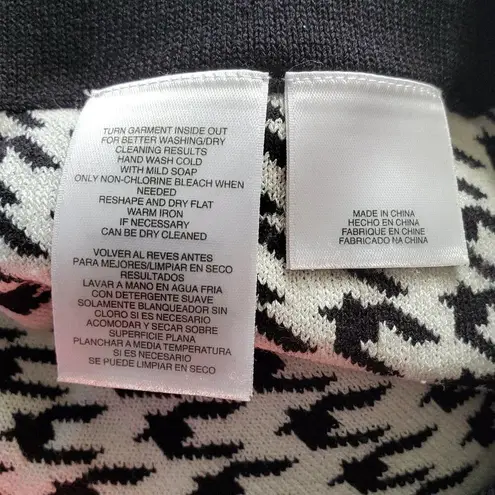 TURN GARMENT INSIDE OUT
FOR BETTER WASHING/DRY
CLEANING RESULTS
HAND WASH COLD
WITH MILD SOAP
ONLY NON-CHLORINE BLEACH WHEN
NEEDED
RESHAPE AND DRY FLAT
WARM IRON
IF NECESSARY
CAN BE DRY CLEANED
VOLVER AL REVES ANTES
PARA MEJORES/LIMPIAR EN SECO
RESULTADOS
LAVAR A MANO EN AGUA FRIA
CON DETERGENTE SUAVE
SOLAMENTE BLANQUEADOR SIN
CLORO SI ES NECESARIO
ACOMODAR Y SECAR SOBRE
SUPERFICIE PLANA
PLANCHAR A MEDIA TEMPERATURA
SI ES NECESARIO
SE PUEDE LIMPIAR EN SECO
MADE IN CHINA
HECHO EN CHINA
FABRIQUE EN CHINE
FABRICADO NA CHINA